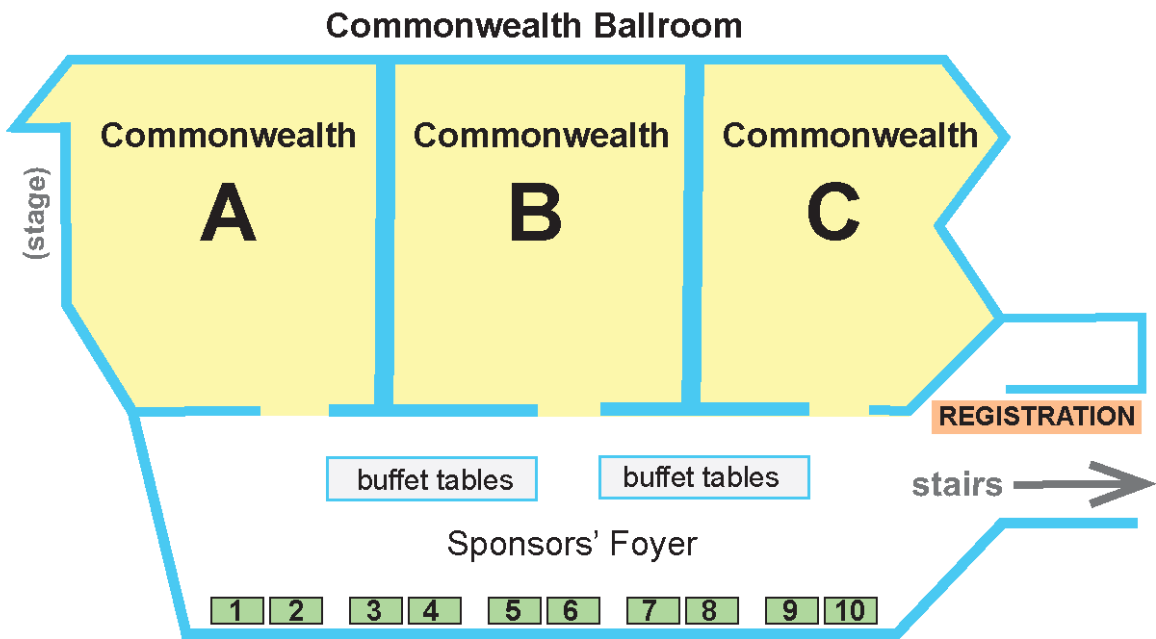 Commonwealth Ballroom
Commonwealth
A
Commonwealth
B
Commonwealth
C
(stage)
REGISTRATION
buffet tables
buffet tables
stairs
Sponsors’ Foyer
1 2 3 4 5 6 7 8 9 10